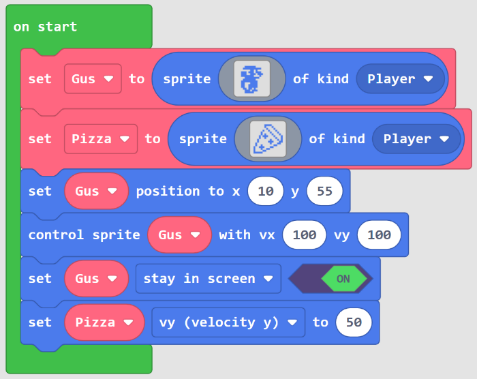 on start
set Gus to sprite of kind Player
set Pizza to sprite of kind Player
set Gus position to x 10 y 55
control sprite Gus with vx 100 vy 100
set Gus stay in screen ON
set Pizza vy (velocity y) to 50